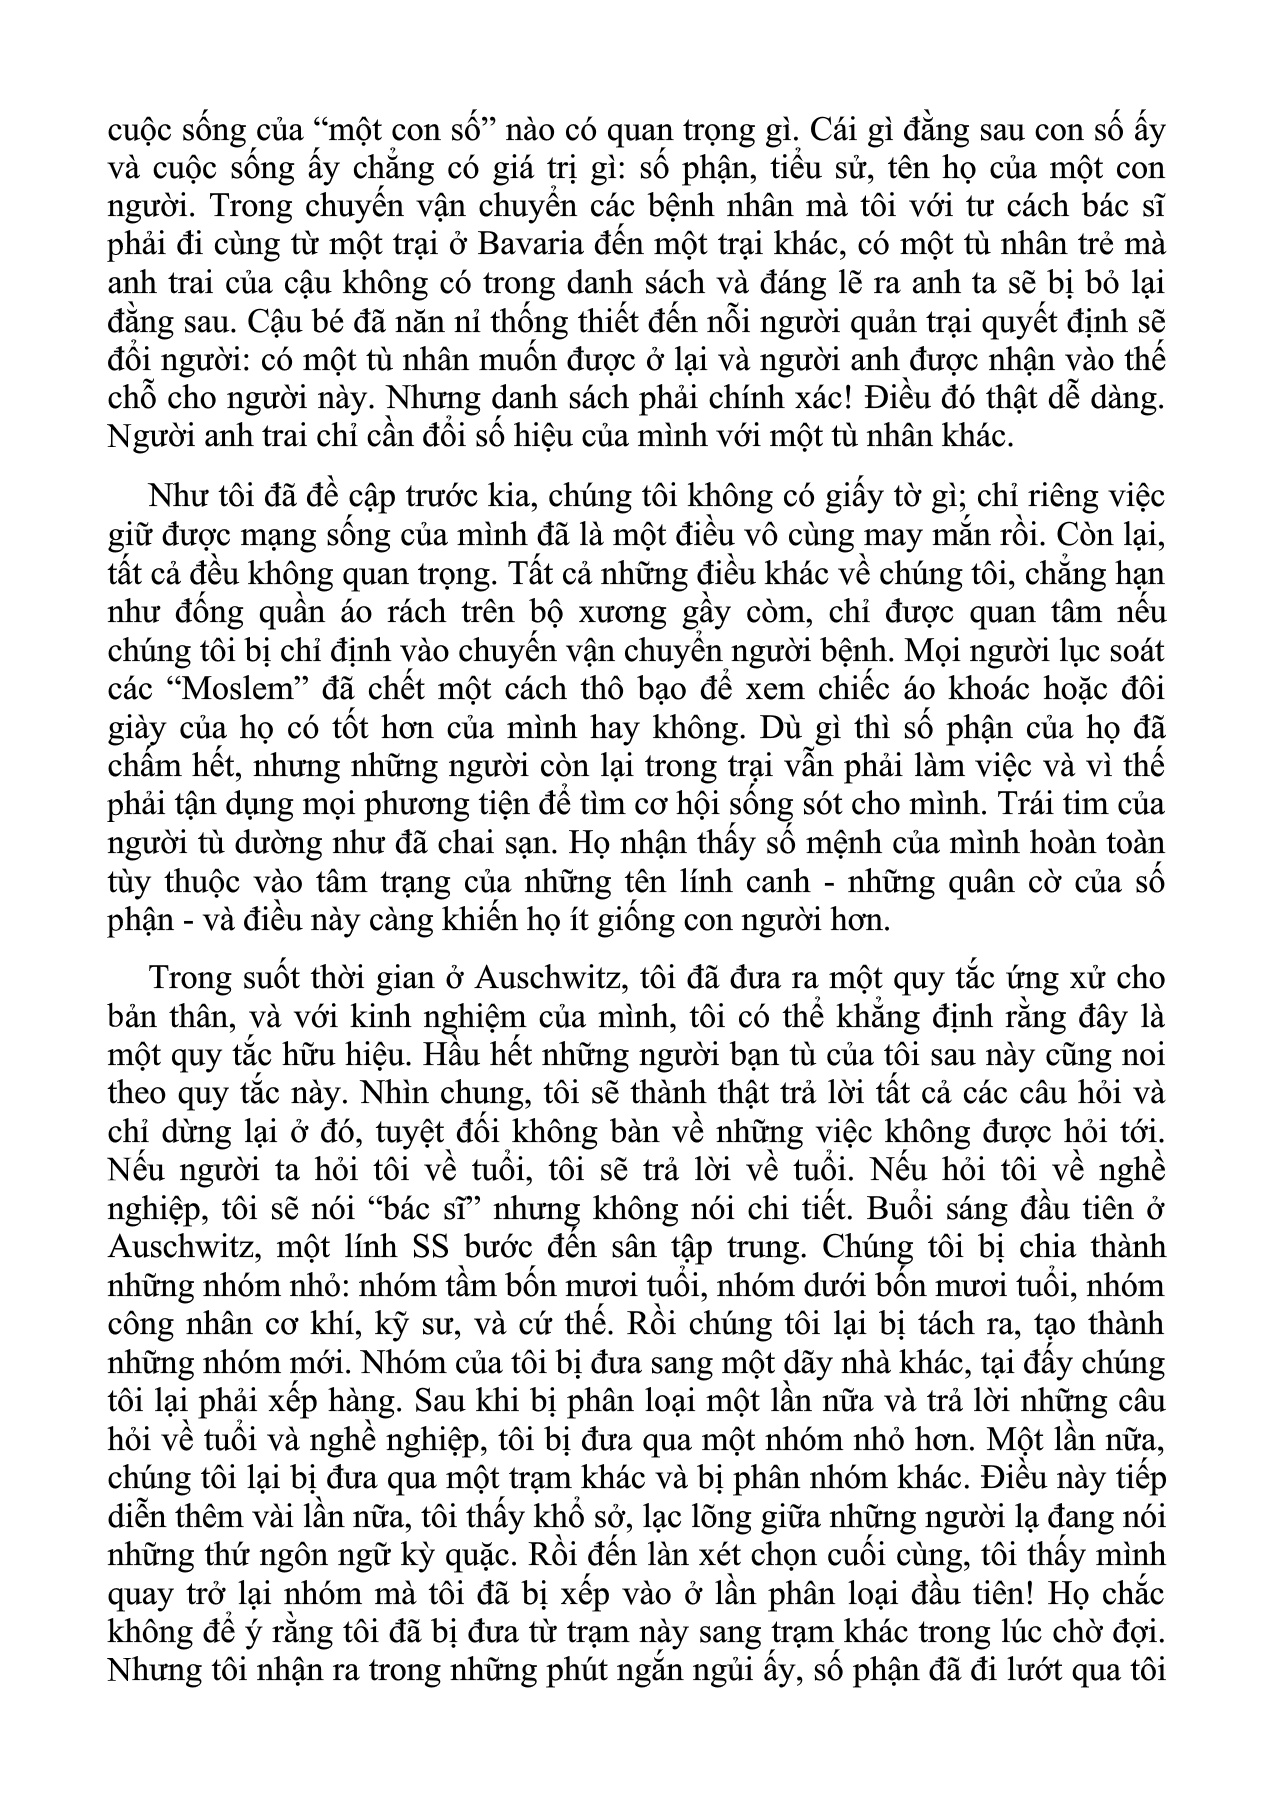 cuộc sống của “một con số” nào có quan trọng gì. Cái gì đằng sau con số ấy
và cuộc sống ấy chẳng có giá trị gì: số phận, tiểu sử, tên họ của một con
người. Trong chuyến vận chuyển các bệnh nhân mà tôi với tư cách bác sĩ
phải đi cùng từ một trại ở Bavaria đến một trại khác, có một tù nhân trẻ mà
anh trai của cậu không có trong danh sách và đáng lẽ ra anh ta sẽ bị bỏ lại
đằng sau. Cậu bé đã năn nỉ thống thiết đến nỗi người quản trại quyết định sẽ
đổi người: có một tù nhân muốn được ở lại và người anh được nhận vào thế
chỗ cho người này. Nhưng danh sách phải chính xác! Điều đó thật dễ dàng.
Người anh trai chỉ cần đổi số hiệu của mình với một tù nhân khác.
Như tôi đã đề cập trước kia, chúng tôi không có giấy tờ gì; chỉ riêng việc
giữ được mạng sống của mình đã là một điều vô cùng may mắn rồi. Còn lại,
tất cả đều không quan trọng. Tất cả những điều khác về chúng tôi, chẳng hạn
như đống quần áo rách trên bộ xương gầy còm, chỉ được quan tâm nếu
chúng tôi bị chỉ định vào chuyến vận chuyển người bệnh. Mọi người lục soát
các “Moslem” đã chết một cách thô bạo để xem chiếc áo khoác hoặc đôi
giày của họ có tốt hơn của mình hay không. Dù gì thì số phận của họ đã
chấm hết, nhưng những người còn lại trong trại vẫn phải làm việc và vì thế
phải tận dụng mọi phương tiện để tìm cơ hội sống sót cho mình. Trái tim của
người tù dường như đã chai sạn. Họ nhận thấy số mệnh của mình hoàn toàn
tùy thuộc vào tâm trạng của những tên lính canh - những quân cờ của số
phận - và điều này càng khiến họ ít giống con người hơn.
Trong suốt thời gian ở Auschwitz, tôi đã đưa ra một quy tắc ứng xử cho
bản thân, và với kinh nghiệm của mình, tôi có thể khẳng định rằng đây là
một quy tắc hữu hiệu. Hầu hết những người bạn tù của tôi sau này cũng noi
theo quy tắc này. Nhìn chung, tôi sẽ thành thật trả lời tất cả các câu hỏi và
chỉ dừng lại ở đó, tuyệt đối không bàn về những việc không được hỏi tới.
Nếu người ta hỏi tôi về tuổi, tôi sẽ trả lời về tuổi. Nếu hỏi tôi về nghề
nghiệp, tôi sẽ nói “bác sĩ” nhưng không nói chi tiết. Buổi sáng đầu tiên ở
Auschwitz, một lính SS bước đến sân tập trung. Chúng tôi bị chia thành
những nhóm nhỏ: nhóm tầm bốn mươi tuổi, nhóm dưới bốn mươi tuổi, nhóm
công nhân cơ khí, kỹ sư, và cứ thế. Rồi chúng tôi lại bị tách ra, tạo thành
những nhóm mới. Nhóm của tôi bị đưa sang một dãy nhà khác, tại đấy chúng
tôi lại phải xếp hàng. Sau khi bị phân loại một lần nữa và trả lời những câu
hỏi về tuổi và nghề nghiệp, tôi bị đưa qua một nhóm nhỏ hơn. Một lần nữa,
chúng tôi lại bị đưa qua một trạm khác và bị phân nhóm khác. Điều này tiếp
diễn thêm vài lần nữa, tôi thấy khổ sở, lạc lõng giữa những người lạ đang nói
những thứ ngôn ngữ kỳ quặc. Rồi đến làn xét chọn cuối cùng, tôi thấy mình
quay trở lại nhóm mà tôi đã bị xếp vào ở lần phân loại đầu tiên! Họ chắc
không để ý rằng tôi đã bị đưa từ trạm này sang trạm khác trong lúc chờ đợi.
Nhưng tôi nhận ra trong những phút ngắn ngủi ấy, số phận đã đi lướt qua tôi